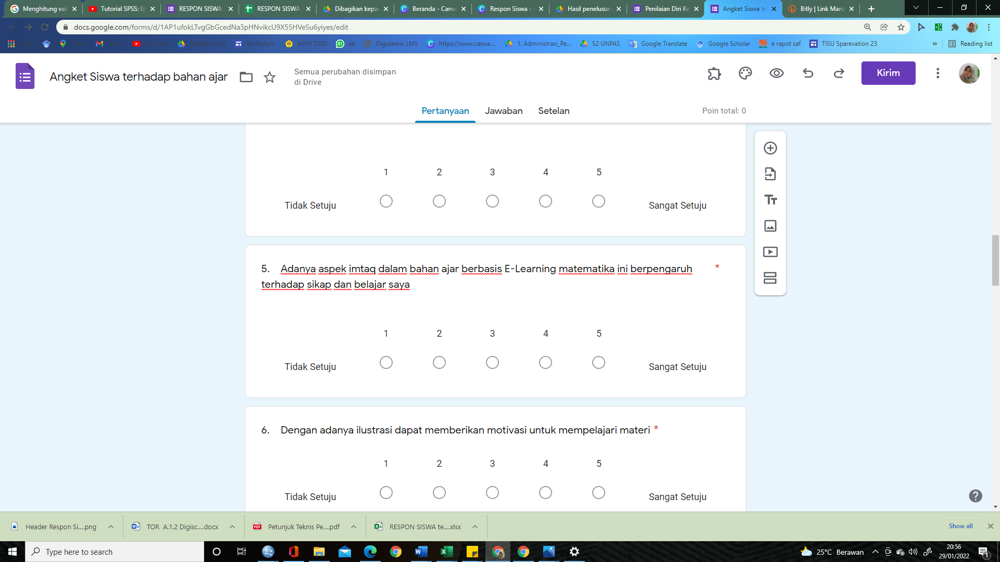 Menghitung vali
Tutorial SPSS: U
RESPON SISWA
RESPON SISWA
Dibagikan kepa
Beranda - Canva
Respon Siswa -
Hasil penelusura
Penilaian Diri Ke
Angket Siswa te
Bitly | Link Mana
docs.google.com/forms/d/1AP1ufokLTvgGbGcedNa3pHNvikcU9X55HVeSu6yiyes/edit
YouTube
Google Drive
Kurikulum
MPM 2020
ea
Digislamic LMS
https://www.canva....
1. Administrasi_Pe...
S2 UNPAS
Google Translate
Google Scholar
e rapot saf
TISU Sparevation 23
»
Reading list
Angket Siswa terhadap bahan ajar
Semua perubahan disimpan
di Drive
Kirim
Pertanyaan
Jawaban
Setelan
Poin total: 0
1 2 3 4 5
Tidak Setuju
Sangat Setuju
5. Adanya aspek imtaq dalam bahan ajar berbasis E-Learning matematika ini berpengaruh *
terhadap sikap dan belajar saya
1 2 3 4 5
Tidak Setuju
Sangat Setuju
6. Dengan adanya ilustrasi dapat memberikan motivasi untuk mempelajari materi *
1 2 3 4 5
Tidak Setuju
Sangat Setuju
Header Respon Si....png
TOR A.1.2 Digisc....docx
Petunjuk Teknis Pe....pdf
RESPON SISWA te....xlsx
Show all
Type here to search
25°C Berawan
20:56
29/01/2022
1